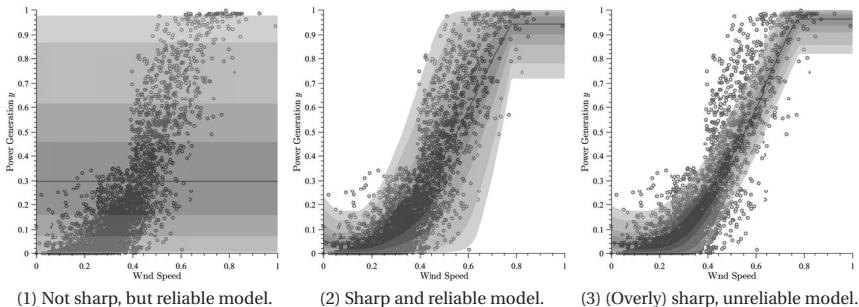 1
0.9
0.8
0.7
0.6
0.5
0.4
0.3
0.2
0.1
0
Power Generation y
0 0.2 0.4 0.6 0.8 1
Wnd Speed
(1) Not sharp, but reliable model.
1
0.9
0.8
0.7
0.6
0.5
0.4
0.3
0.2
0.1
0
Power Generation y
0 0.2 0.4 0.6 0.8 1
Wnd Speed
(2) Sharp and reliable model.
1
0.9
0.8
0.7
0.6
0.5
0.4
0.3
0.2
0.1
0
Power Generation y
0 0.2 0.4 0.6 0.8 1
Wnd Speed
(3) (Overly) sharp, unreliable model.